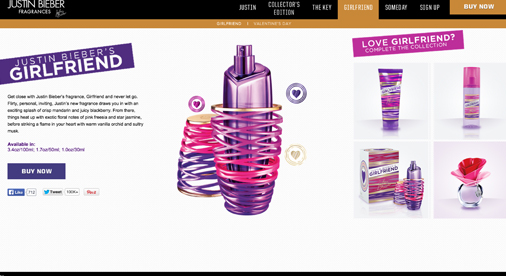 JUSTIN BIEBER
FRAGRANCES
JUSTIN
COLLECTOR'S
EDITION
THE KEY
GIRLFRIEND
SOMEDAY
SIGN UP
BUY NOW
GIRLFRIEND | VALENTINE'S DAY
JUSTIN BIEBER'S
GIRLFRIEND
Get close with Justin Bieber's fragrance, Girlfriend and never let go.
Flirty, personal, inviting, Justin's new fragrance draws you in with an
exciting splash of crisp mandarin and juicy blackberry. From there,
things heat up with exotic floral notes of pink freesia and star jasmine,
before striking a flame in your heart with warm vanilla orchid and sultry
musk.
Available in:
3.4oz/100ml, 1.7oz/50ml, 1.0oz/30ml
BUY NOW
Like 712
Tweet 100K+
Pin it
LOVE GIRLFRIEND?
COMPLETE THE COLLECTION
GIRLFRIEND